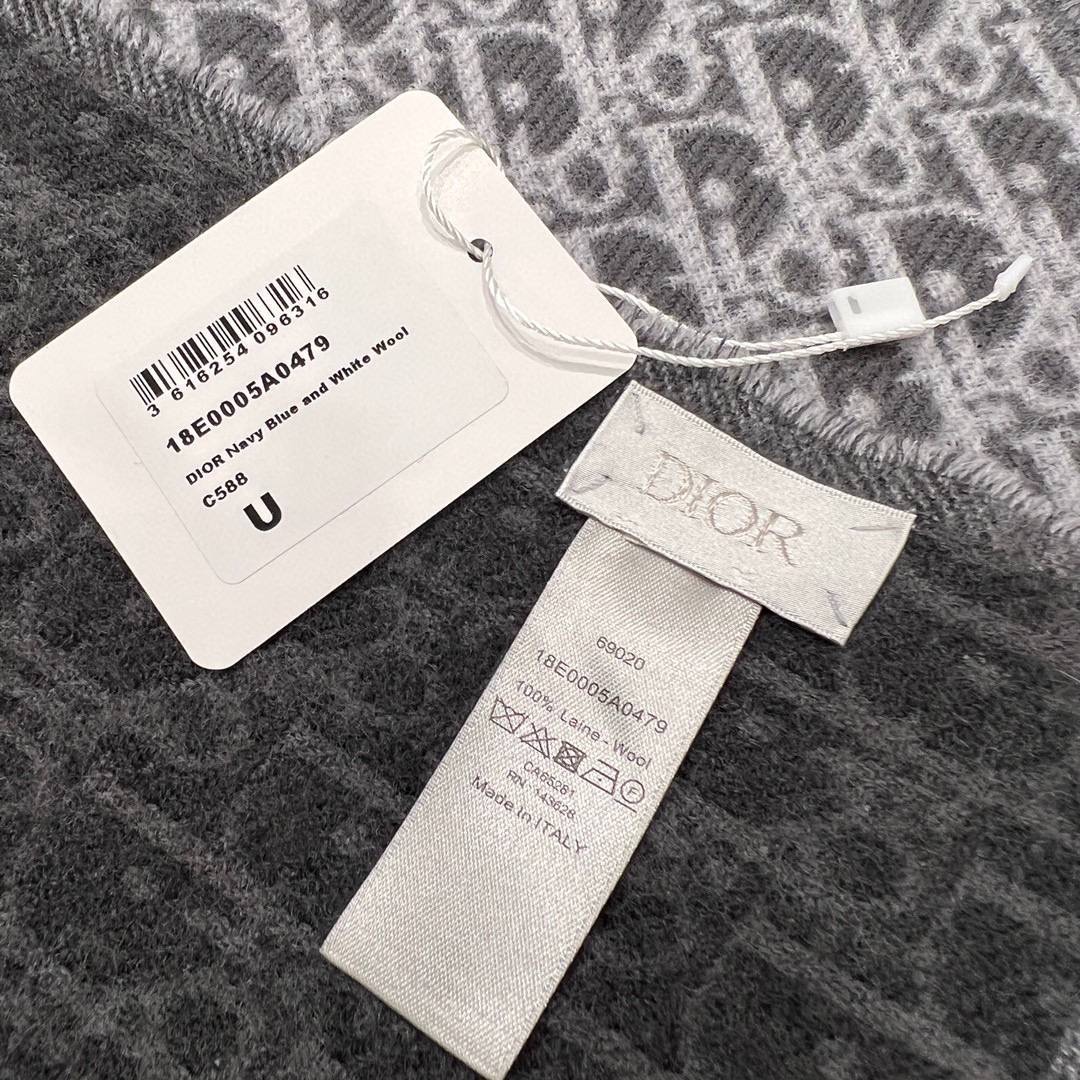 3 616254 096316
18E0005A0479
DIOR Navy Blue and White Wool
C588
U
DIOR
69020
18E0005A0479
100% Laine - Wool
F
CA65261
RN 143628
Made in ITALY